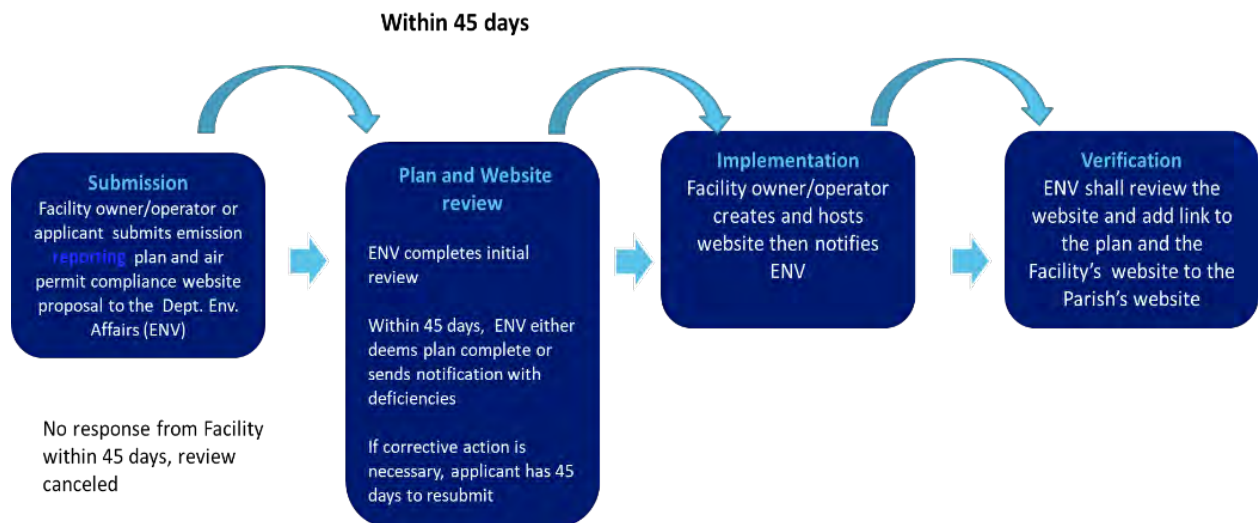 Within 45 days
Submission
Facility owner/operator or
applicant submits emission
reporting plan and air
permit compliance website
proposal to the Dept. Env.
Affairs (ENV)
No response from Facility
within 45 days, review
canceled
Plan and Website
review
ENV completes initial
review
Within 45 days, ENV either
deems plan complete or
sends notification with
deficiencies
If corrective action is
necessary, applicant has 45
days to resubmit
Implementation
Facility owner/operator
creates and hosts
website then notifies
ENV
Verification
ENV shall review the
website and add link to
the plan and the
Facility's website to the
Parish's website